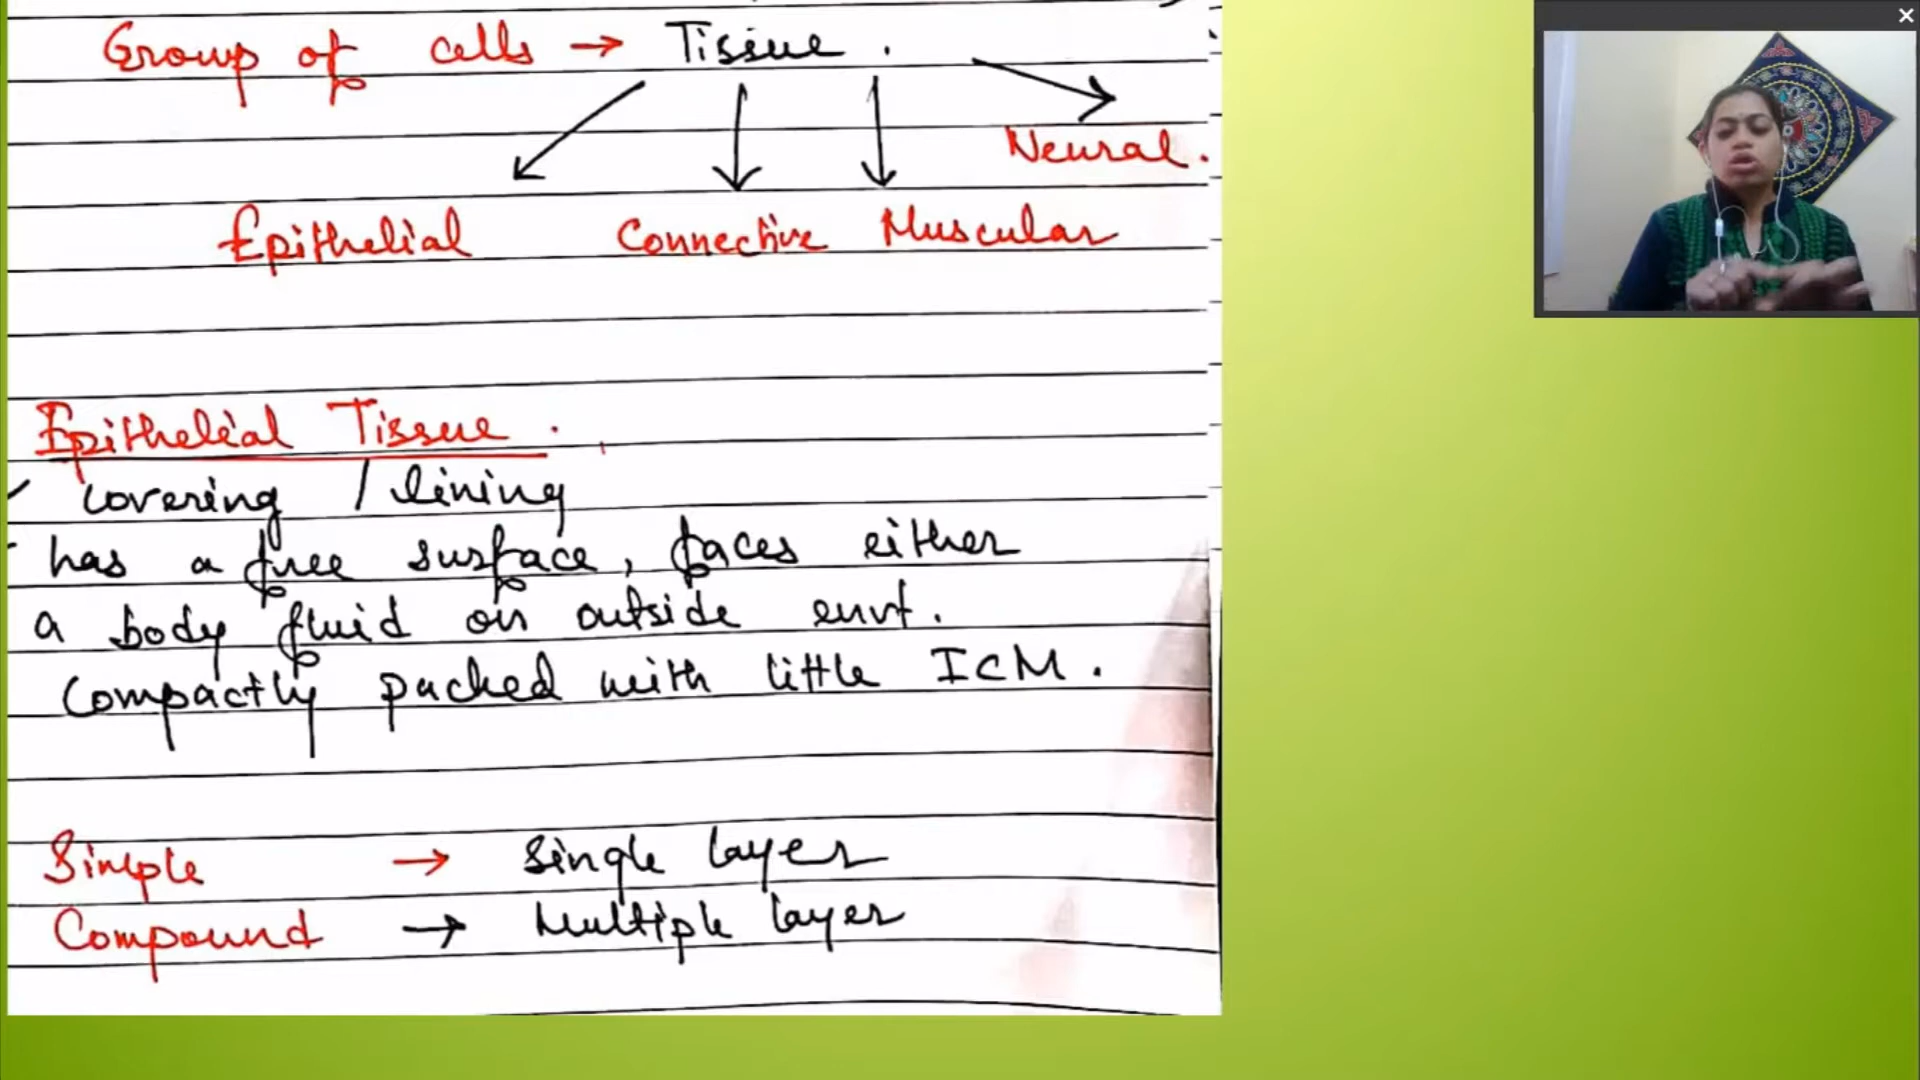 Group of cells → Tissue.
Neural.
Epithelial Connective Muscular
Epithelial Tissue.
covering / lining
has a free surface, faces either
a body fluid or outside envt.
Compactly packed with little ICM.
Simple → Single layer
Compound → Multiple layer